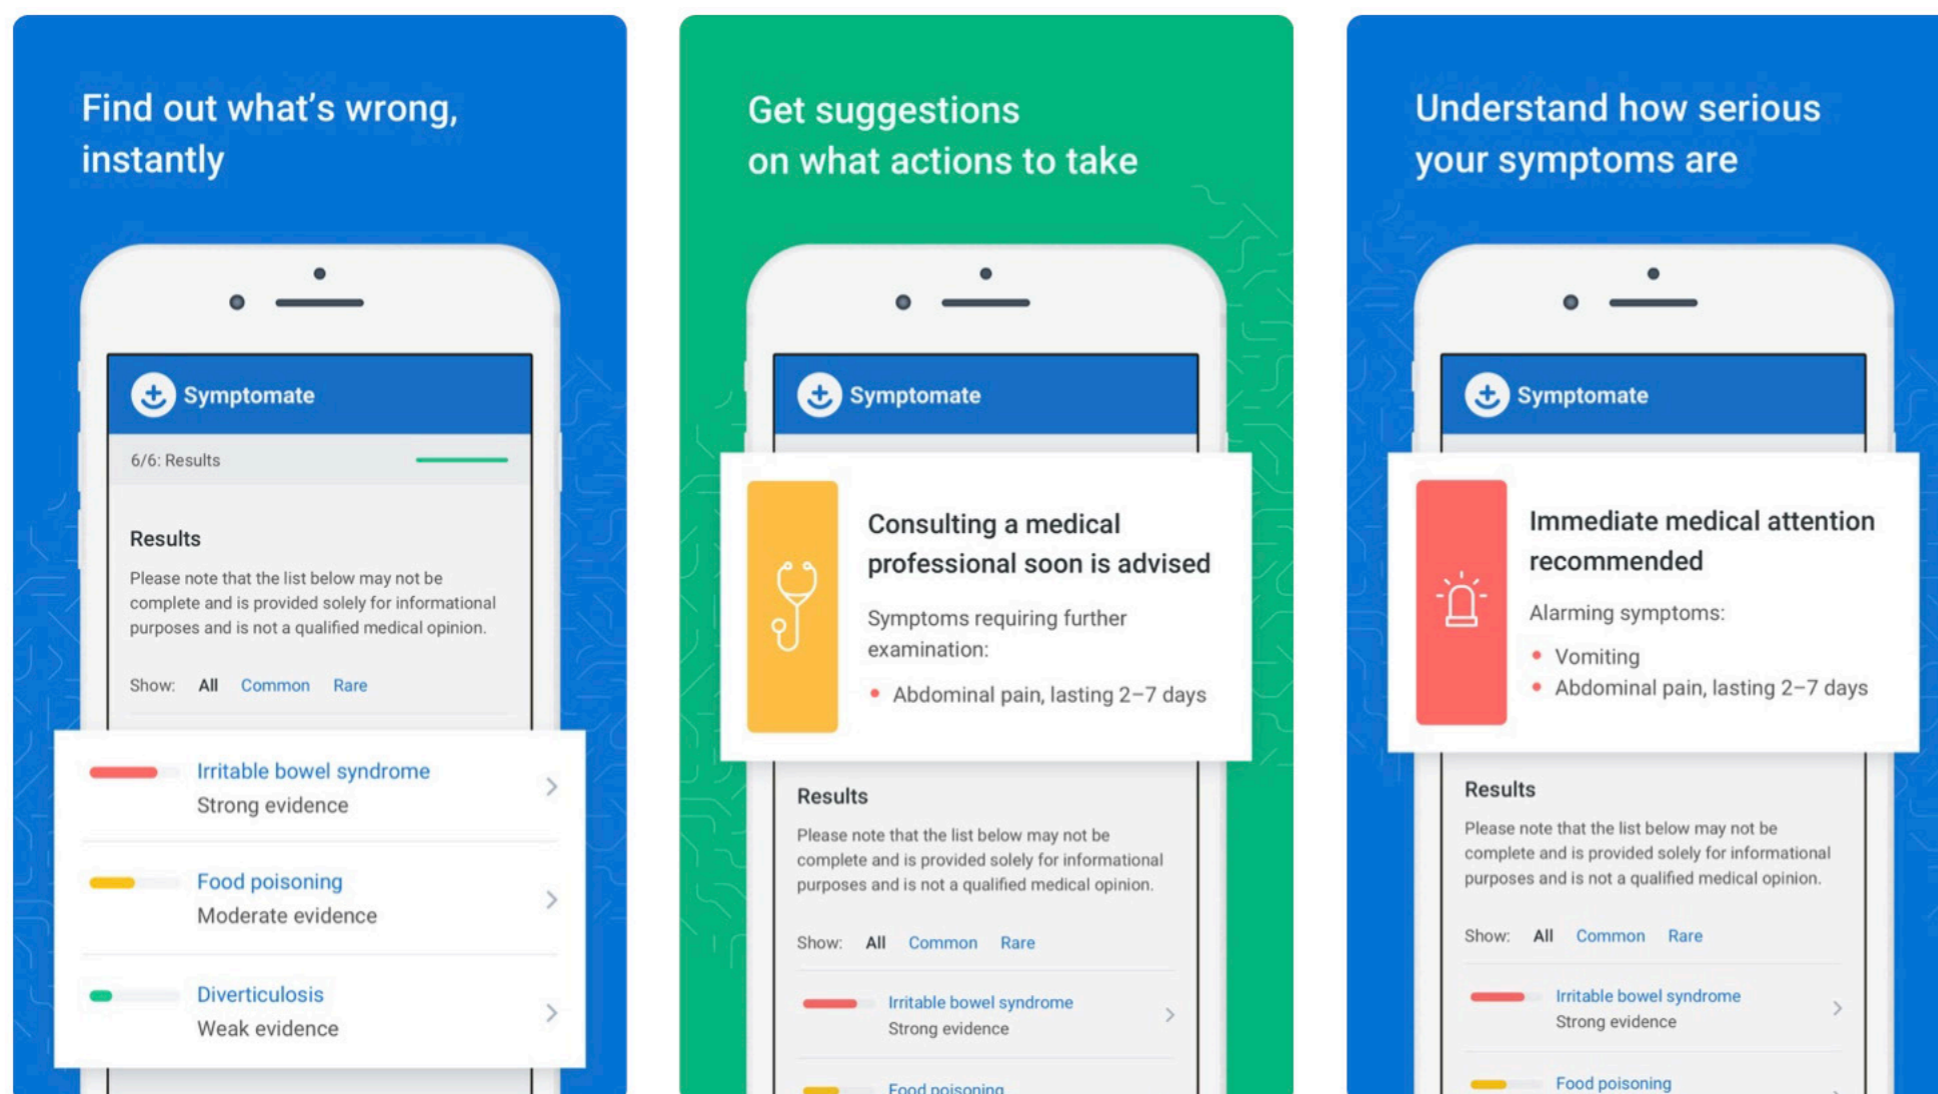 Find out what’s wrong,
instantly
Symptomate
6/6: Results
Results
Please note that the list below may not be
complete and is provided solely for informational
purposes and is not a qualified medical opinion.
Show: All Common Rare
Irritable bowel syndrome
Strong evidence
Food poisoning
Moderate evidence
Diverticulosis
Weak evidence
Get suggestions
on what actions to take
Symptomate
Consulting a medical
professional soon is advised
Symptoms requiring further
examination:
• Abdominal pain, lasting 2–7 days
Results
Please note that the list below may not be
complete and is provided solely for informational
purposes and is not a qualified medical opinion.
Show: All Common Rare
Irritable bowel syndrome
Strong evidence
Food poisoning
Understand how serious
your symptoms are
Symptomate
Immediate medical attention
recommended
Alarming symptoms:
• Vomiting
• Abdominal pain, lasting 2–7 days
Results
Please note that the list below may not be
complete and is provided solely for informational
purposes and is not a qualified medical opinion.
Show: All Common Rare
Irritable bowel syndrome
Strong evidence
Food poisoning